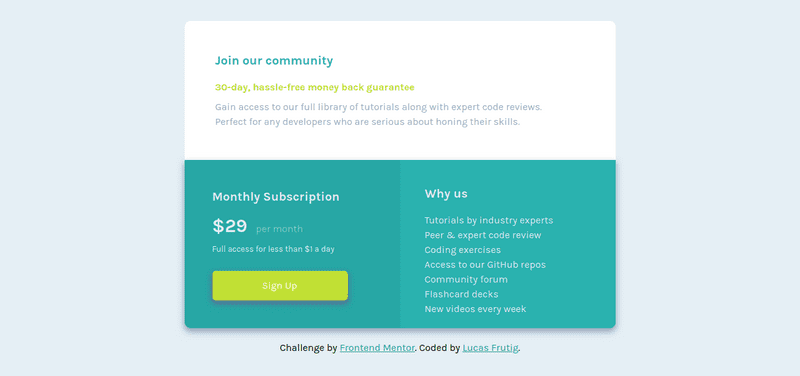 Join our community
30-day, hassle-free money back guarantee
Gain access to our full library of tutorials along with expert code reviews.
Perfect for any developers who are serious about honing their skills.
Monthly Subscription
$29 per month
Full access for less than $1 a day
Sign Up
Why us
Tutorials by industry experts
Peer & expert code review
Coding exercises
Access to our GitHub repos
Community forum
Flashcard decks
New videos every week
Challenge by Frontend Mentor. Coded by Lucas Frutig.